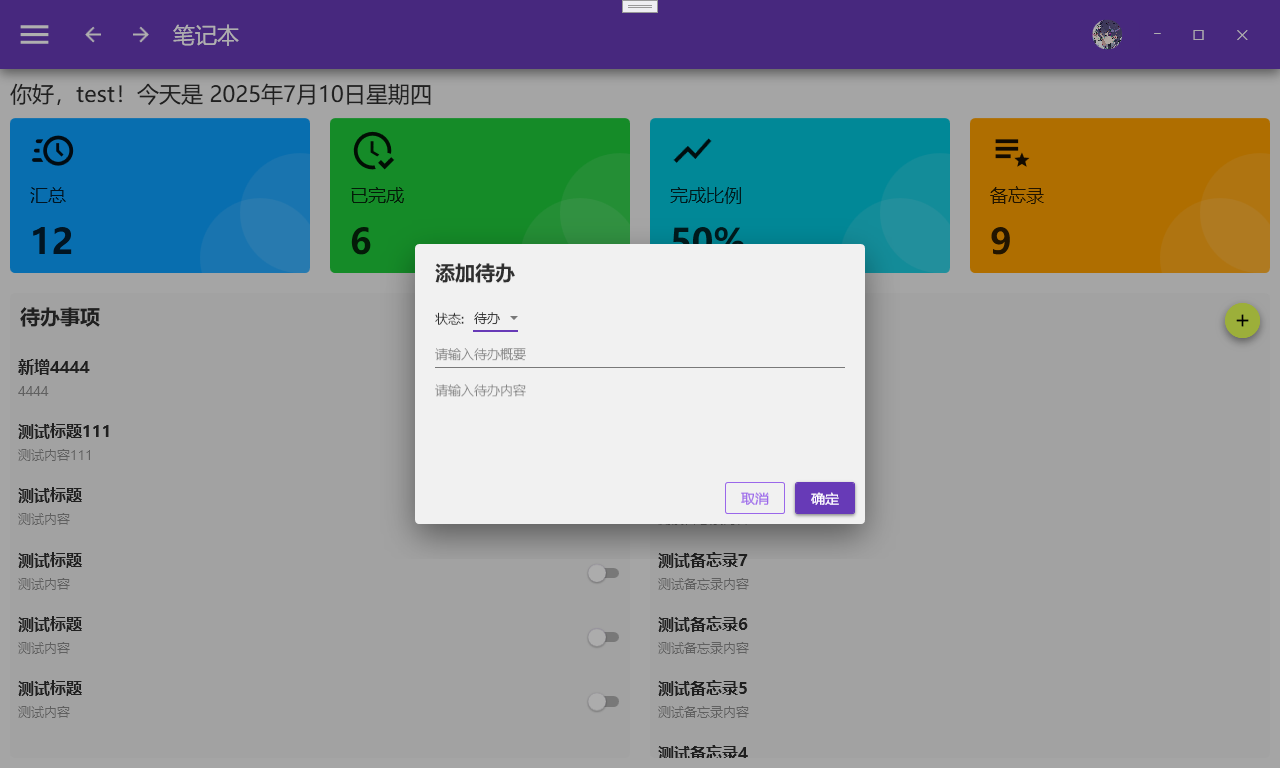 笔记本
你好，test！今天是 2025年7月10日星期四
汇总
12
已完成
6
完成比例
50%
备忘录
9
待办事项
新增4444
4444
测试标题111
测试内容111
测试标题
测试内容
测试标题
测试内容
测试标题
测试内容
测试标题
测试内容
添加待办
状态: 待办
请输入待办概要
请输入待办内容
取消
确定
测试备忘录7
测试备忘录内容
测试备忘录6
测试备忘录内容
测试备忘录5
测试备忘录内容
测试备忘录4